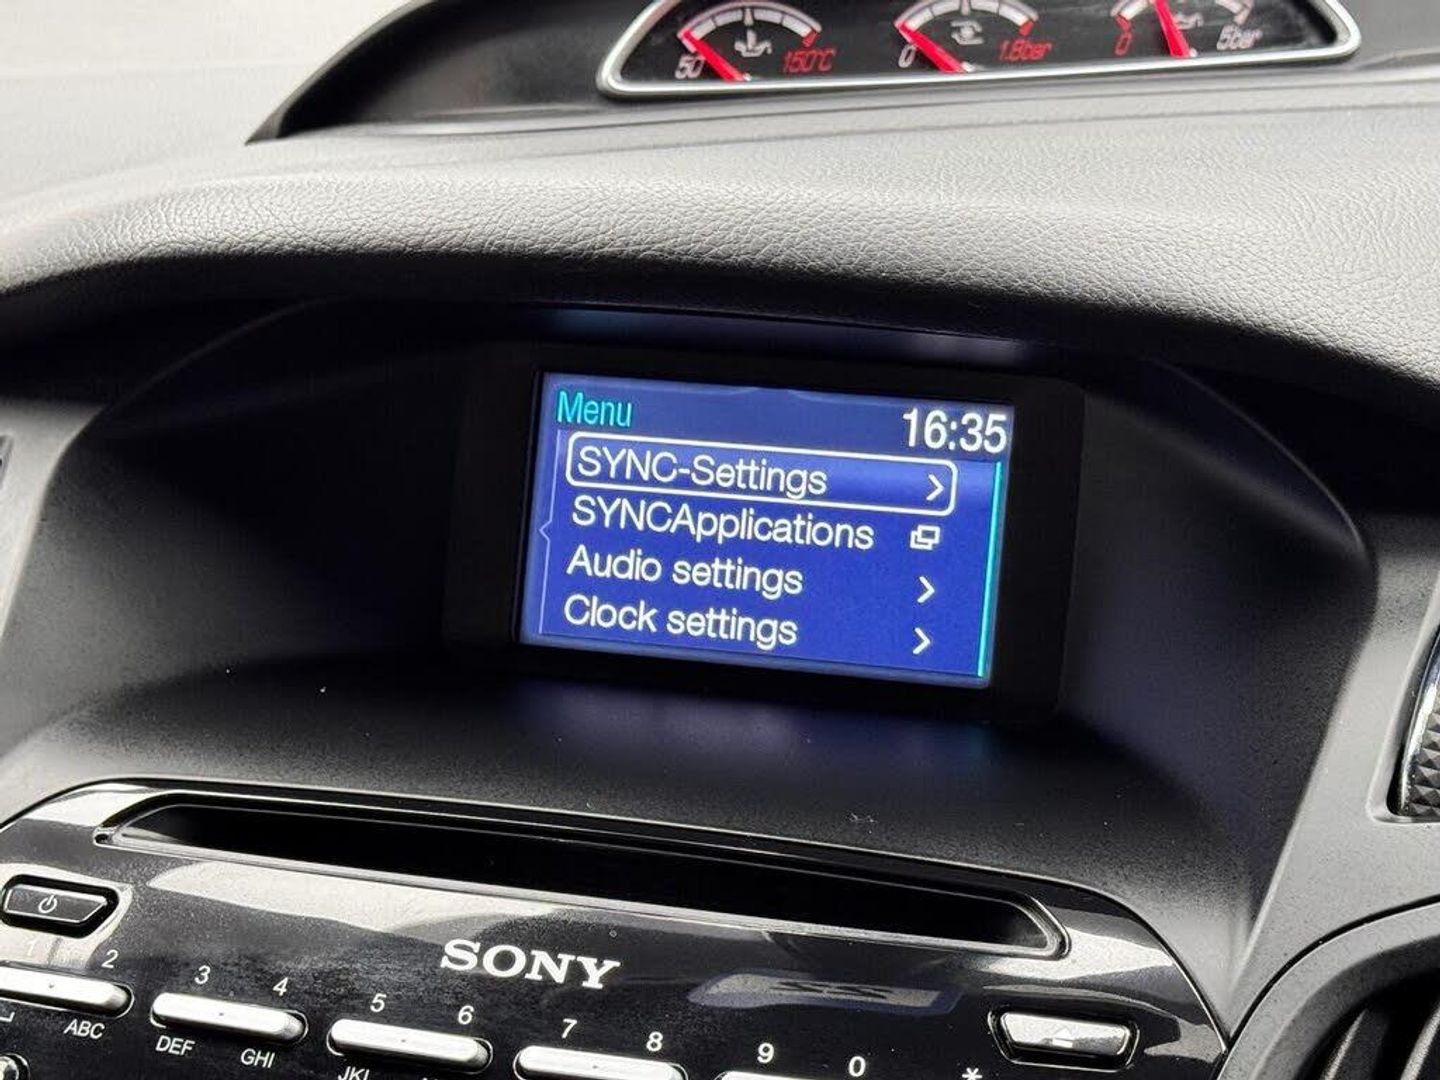 50 150°C 0 1.8bar 0 5bar
Menu 16:35
SYNC-Settings
SYNCApplications
Audio settings
Clock settings
SONY
1 2 3 4 5 6 7 8 9 0 *
ABC DEF GHI JKL